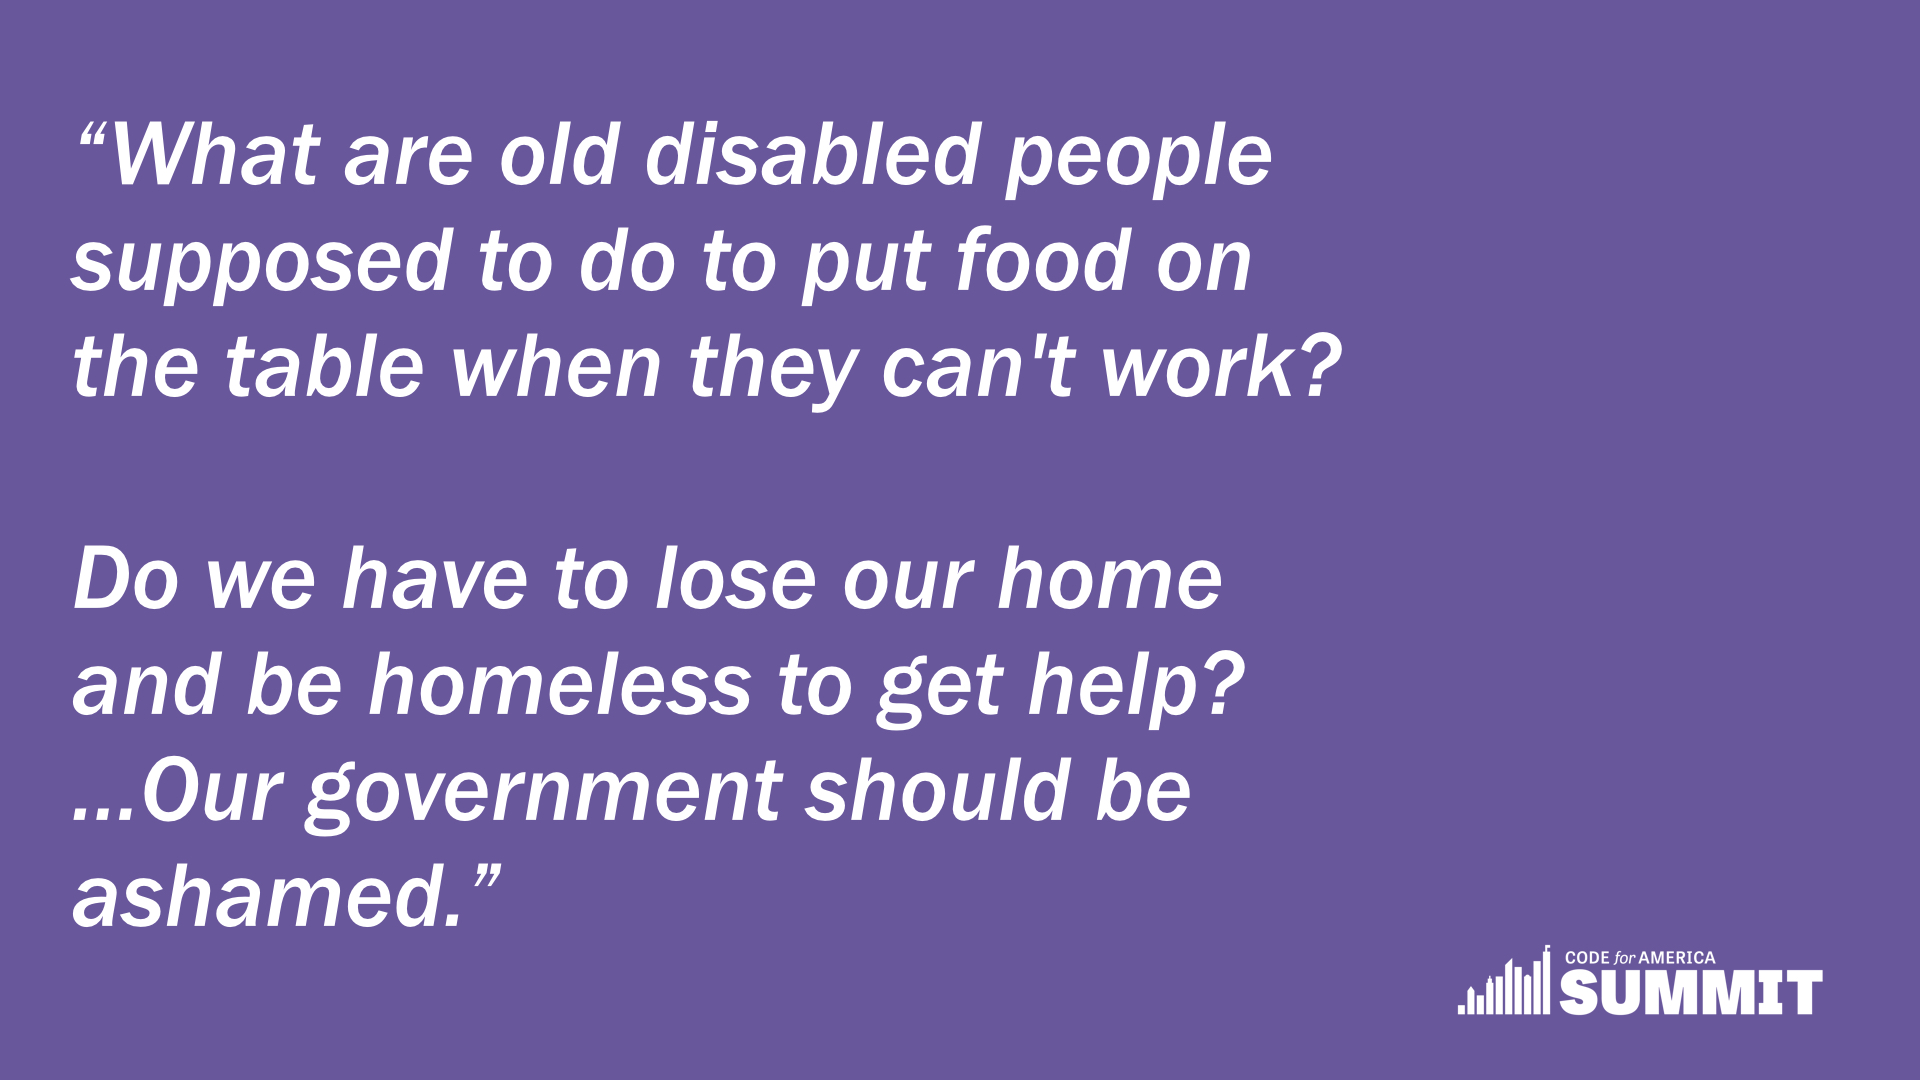 “What are old disabled people
supposed to do to put food on
the table when they can't work?
Do we have to lose our home
and be homeless to get help?
...Our government should be
ashamed.”
CODE for AMERICA
SUMMIT